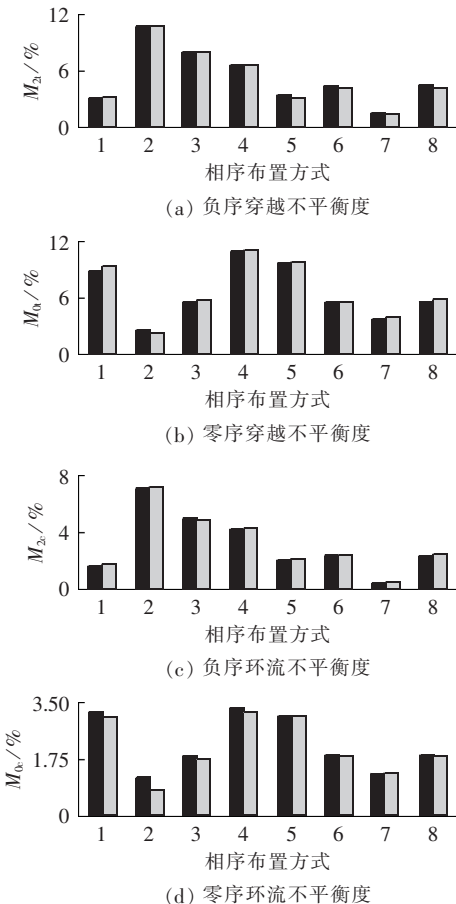 12
M2t/%
6
0
1 2 3 4 5 6 7 8
相序布置方式
(a) 负序穿越不平衡度
12
M0t/%
6
0
1 2 3 4 5 6 7 8
相序布置方式
(b) 零序穿越不平衡度
8
M2c/%
4
0
1 2 3 4 5 6 7 8
相序布置方式
(c) 负序环流不平衡度
3.50
M0c/%
1.75
0
1 2 3 4 5 6 7 8
相序布置方式
(d) 零序环流不平衡度